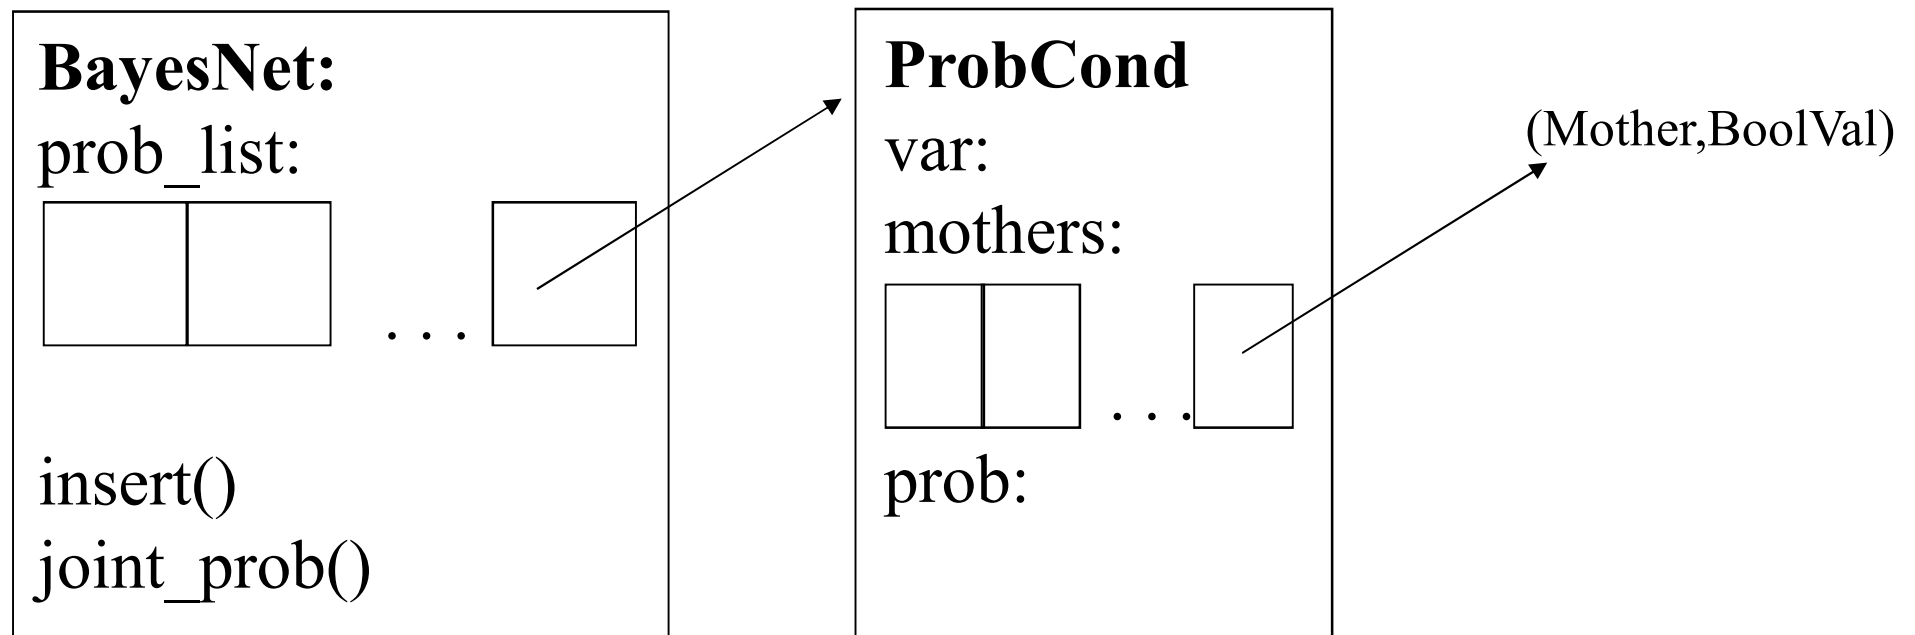 BayesNet:
prob_list:
. . .
insert()
joint_prob()
ProbCond
var:
mothers:
. . .
prob:
(Mother,BoolVal)